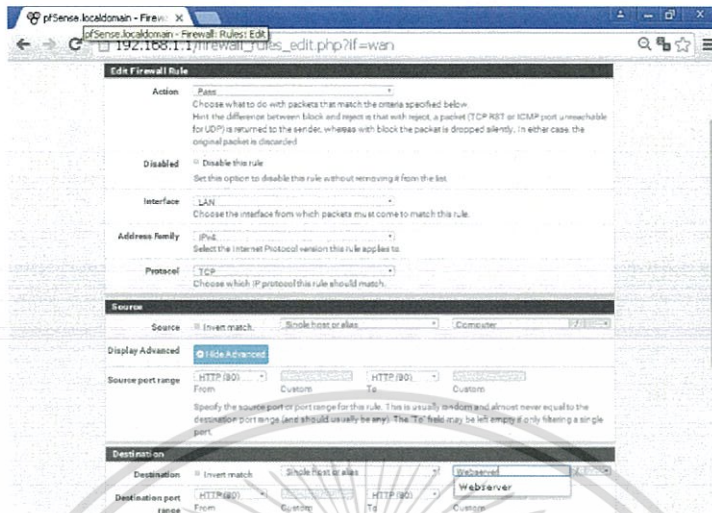 pfSense.localdomain - Firew
pfSense.localdomain - Firewall: Rules: Edit
192.168.1.1/firewall_rules_edit.php?if=wan
Edit Firewall Rule
Action Pass
Choose what to do with packets that match the criteria specified below.
Hint: the difference between block and reject is that with reject, a packet (TCP RST or ICMP port unreachable
for UDP) is returned to the sender, whereas with block the packet is dropped silently. In either case, the
original packet is discarded
Disabled Disable this rule
Set this option to disable this rule without removing it from the list.
Interface LAN
Choose the interface from which packets must come to match this rule.
Address Family IPv4
Select the Internet Protocol version this rule applies to.
Protocol TCP
Choose which IP protocol this rule should match.
Source
Source Invert match. Single host or alias Computer /
Display Advanced Hide Advanced
Source port range HTTP (80) HTTP (80)
From Custom To Custom
Specify the source port or port range for this rule. This is usually random and almost never equal to the
destination port range (and should usually be any). The "To" field may be left empty if only filtering a single
port.
Destination
Destination Invert match Single host or alias Webserver /
Webserver
Destination port range HTTP (80) HTTP (80)
From Custom To Custom